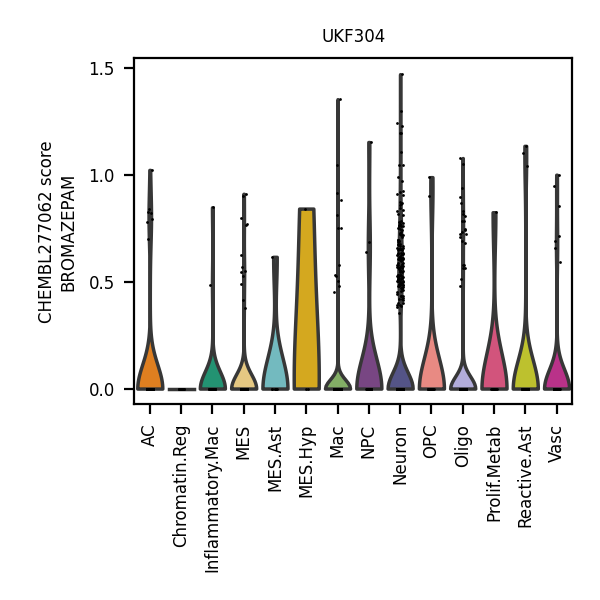 UKF304
CHEMBL277062 score
BROMAZEPAM
1.5
1.0
0.5
0.0
AC
Chromatin.Reg
Inflammatory.Mac
MES
MES.Ast
MES.Hyp
Mac
NPC
Neuron
OPC
Oligo
Prolif.Metab
Reactive.Ast
Vasc